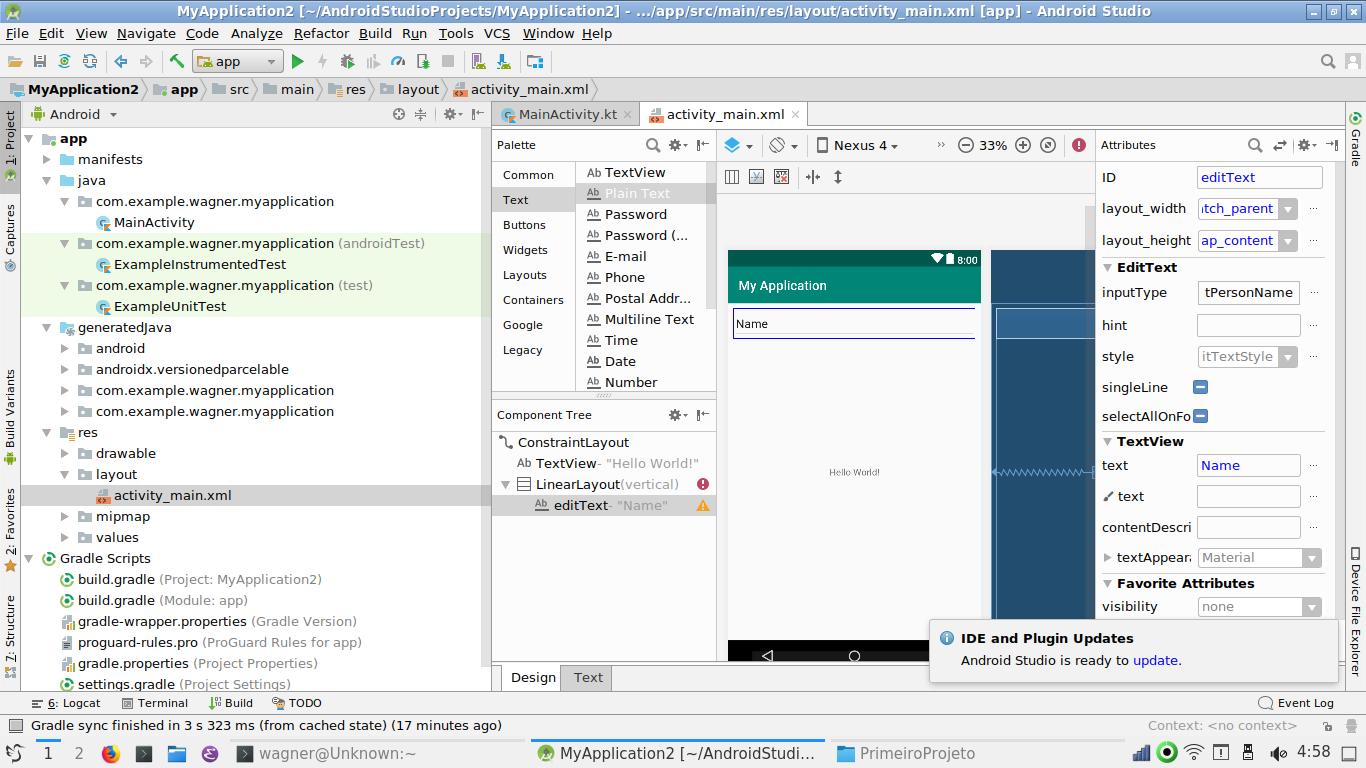 MyApplication2 [~/AndroidStudioProjects/MyApplication2] - .../app/src/main/res/layout/activity_main.xml [app] - Android Studio
File Edit View Navigate Code Analyze Refactor Build Run Tools VCS Window Help
app
MyApplication2 app src main res layout activity_main.xml
1: Project
Captures
Build Variants
2: Favorites
7: Structure
Android
app
manifests
java
com.example.wagner.myapplication
MainActivity
com.example.wagner.myapplication (androidTest)
ExampleInstrumentedTest
com.example.wagner.myapplication (test)
ExampleUnitTest
generatedJava
android
androidx.versionedparcelable
com.example.wagner.myapplication
com.example.wagner.myapplication
res
drawable
layout
activity_main.xml
mipmap
values
Gradle Scripts
build.gradle (Project: MyApplication2)
build.gradle (Module: app)
gradle-wrapper.properties (Gradle Version)
proguard-rules.pro (ProGuard Rules for app)
gradle.properties (Project Properties)
settings.gradle (Project Settings)
MainActivity.kt activity_main.xml
Palette
Common
Text
Buttons
Widgets
Layouts
Containers
Google
Legacy
Ab TextView
Ab Plain Text
Ab Password
Ab Password (...
Ab E-mail
Ab Phone
Ab Postal Addr...
Ab Multiline Text
Ab Time
Ab Date
Ab Number
Component Tree
ConstraintLayout
Ab TextView- "Hello World!"
LinearLayout(vertical)
Ab editText- "Name"
Nexus 4 » 33%
8:00
My Application
Name
Hello World!
Design Text
Attributes
ID editText
layout_width tch_parent ...
layout_height ap_content ...
EditText
inputType tPersonName ...
hint ...
style itTextStyle ...
singleLine
selectAllOnFo
TextView
text Name ...
text ...
contentDescri ...
textAppear Material
Favorite Attributes
visibility none
IDE and Plugin Updates
Android Studio is ready to update.
Gradle
Device File Explorer
6: Logcat Terminal Build TODO Event Log
Gradle sync finished in 3 s 323 ms (from cached state) (17 minutes ago) Context: <no context>
1 2 wagner@Unknown:~ MyApplication2 [~/AndroidStudi... PrimeiroProjeto 4:58